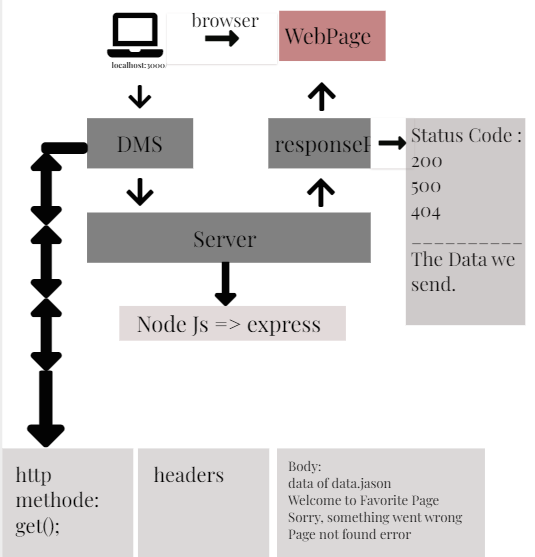 browser
WebPage
localhost:3000
DMS
response
Status Code :
200
500
404
__________
The Data we
send.
Server
Node Js => express
http
methode:
get();
headers
Body:
data of data.jason
Welcome to Favorite Page
Sorry, something went wrong
Page not found error